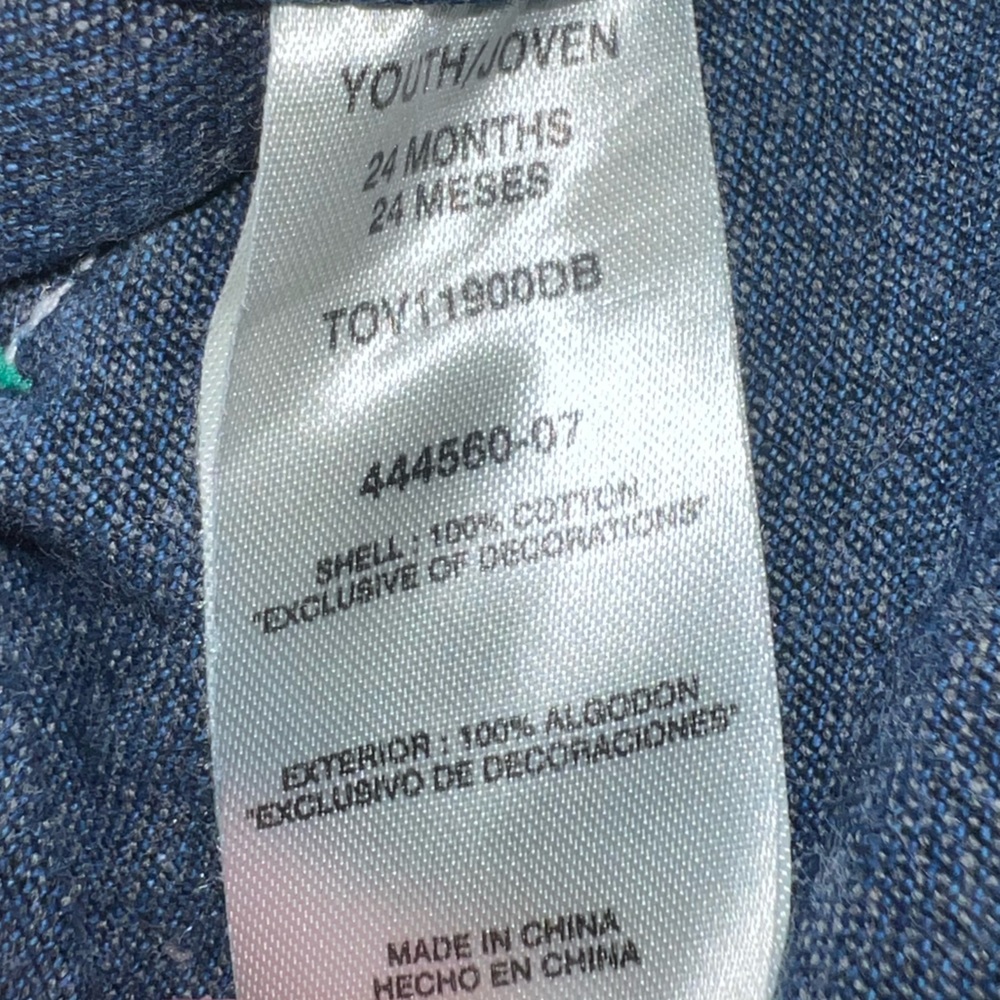 YOUTH/JOVEN
24 MONTHS
24 MESES
TOY11900DB
444560-07
SHELL : 100% COTTON
"EXCLUSIVE OF DECORATIONS"
EXTERIOR : 100% ALGODON
"EXCLUSIVO DE DECORACIONES"
MADE IN CHINA
HECHO EN CHINA